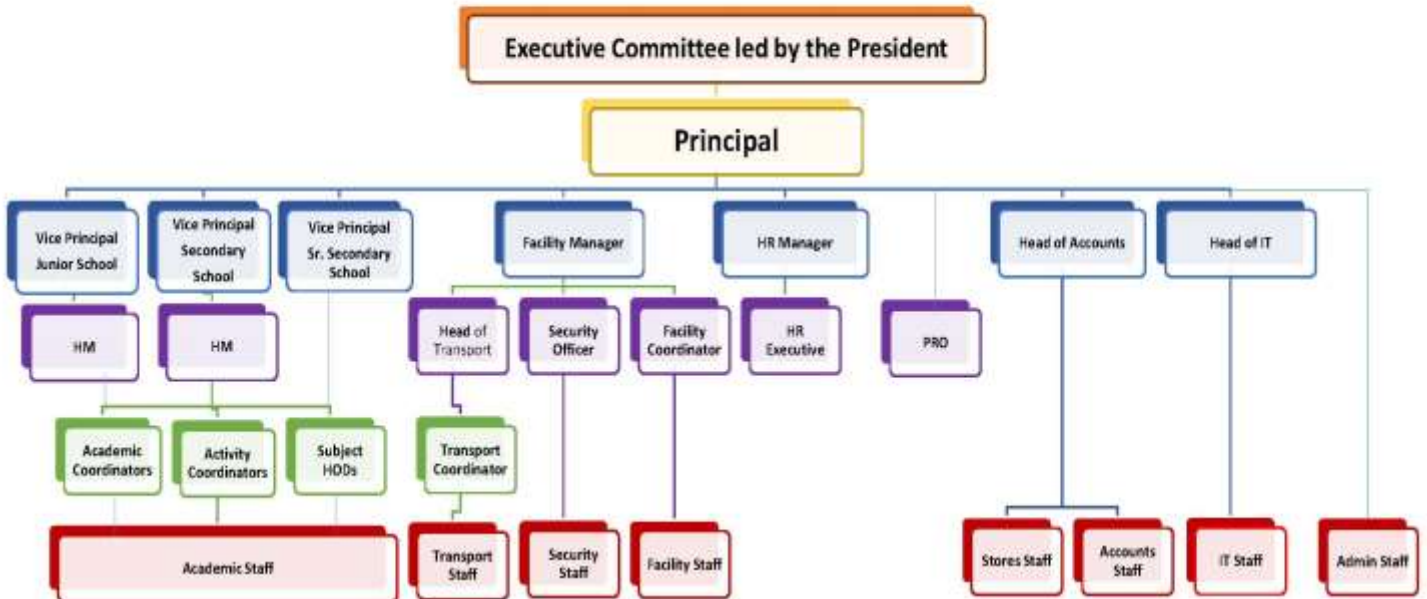 Executive Committee led by the President
Principal
Vice Principal
Junior School
Vice Principal
Secondary
School
Vice Principal
Sr. Secondary
School
Facility Manager
HR Manager
Head of Accounts
Head of IT
HM
HM
Head of
Transport
Security
Officer
Facility
Coordinator
HR
Executive
PRO
Academic
Coordinators
Activity
Coordinators
Subject
HODs
Transport
Coordinator
Academic Staff
Transport
Staff
Security
Staff
Facility Staff
Stores Staff
Accounts
Staff
IT Staff
Admin Staff